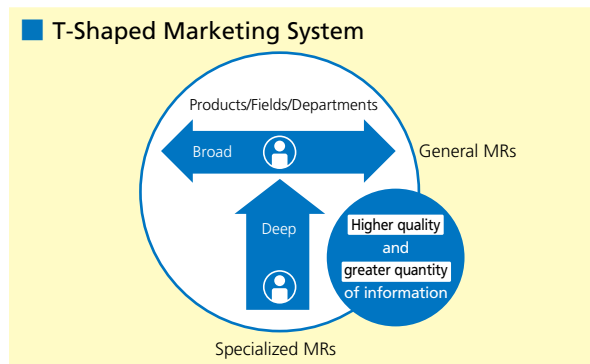 T-Shaped Marketing System
Products/Fields/Departments
Broad
General MRs
Deep
Higher quality
and
greater quantity
of information
Specialized MRs